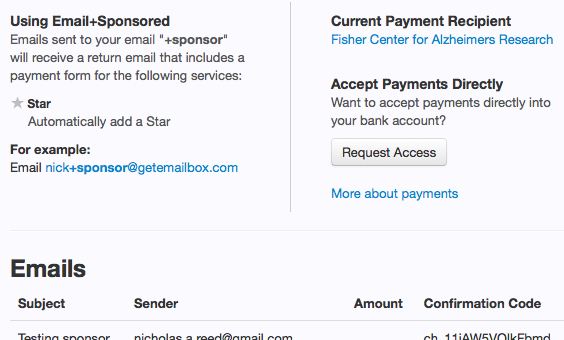 Using Email+Sponsored
Emails sent to your email "+sponsor"
will receive a return email that includes a
payment form for the following services:
Star
Automatically add a Star
For example:
Email nick+sponsor@getemailbox.com
Current Payment Recipient
Fisher Center for Alzheimers Research
Accept Payments Directly
Want to accept payments directly into
your bank account?
Request Access
More about payments
Emails
Subject Sender Amount Confirmation Code
Testing sponsor nicholas.a.reed@gmail.com